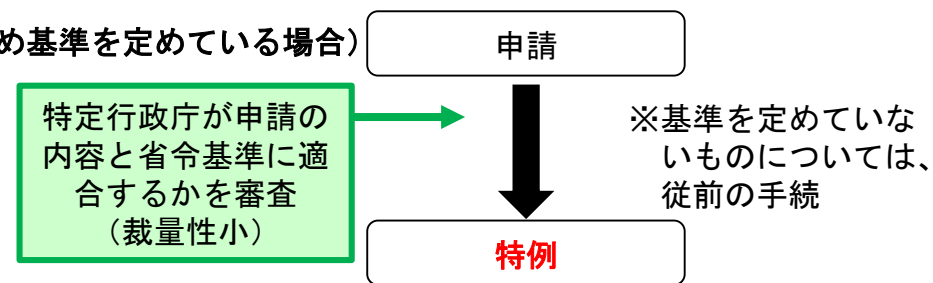 め基準を定めている場合）
申請
特定行政庁が申請の
内容と省令基準に適
合するかを審査
（裁量性小）
※基準を定めていな
いものについては、
従前の手続
特例